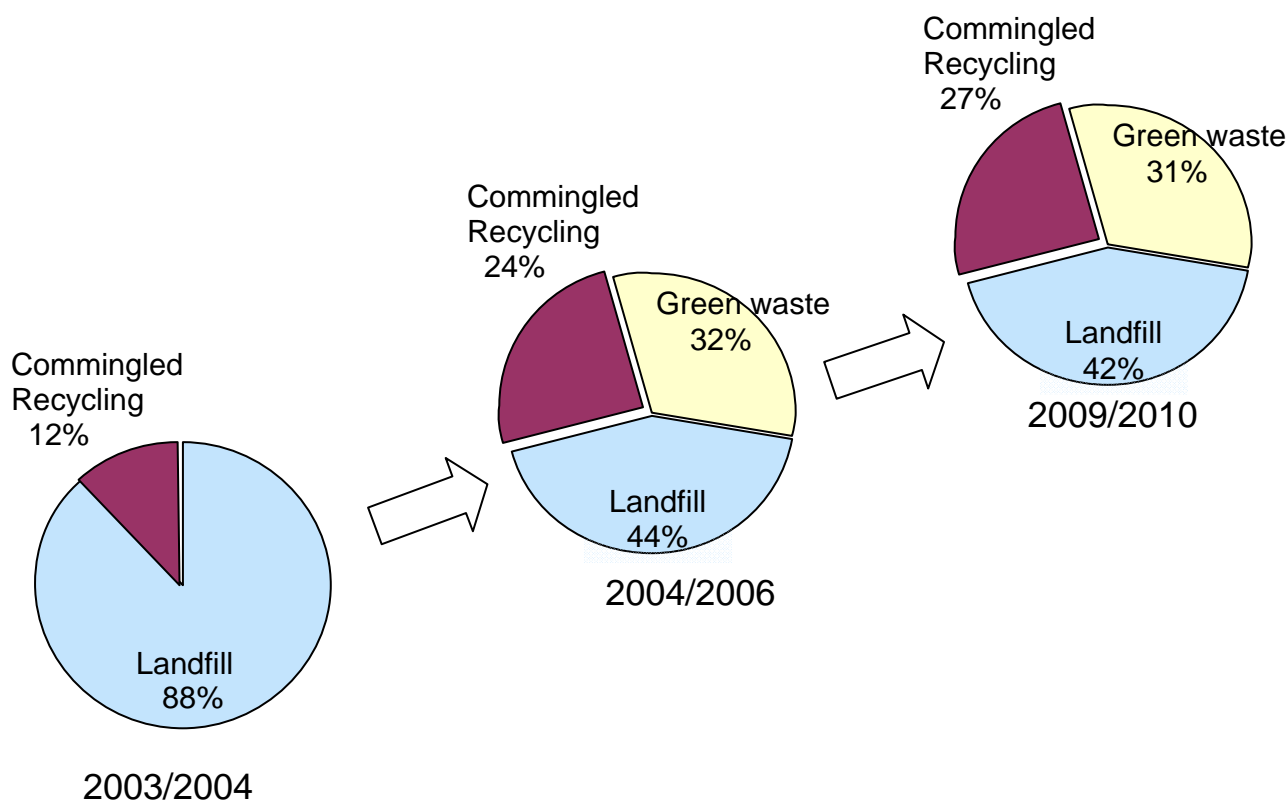 Commingled
Recycling
12%
Landfill
88%
2003/2004
Commingled
Recycling
24%
Green waste
32%
Landfill
44%
2004/2006
Commingled
Recycling
27%
Green waste
31%
Landfill
42%
2009/2010